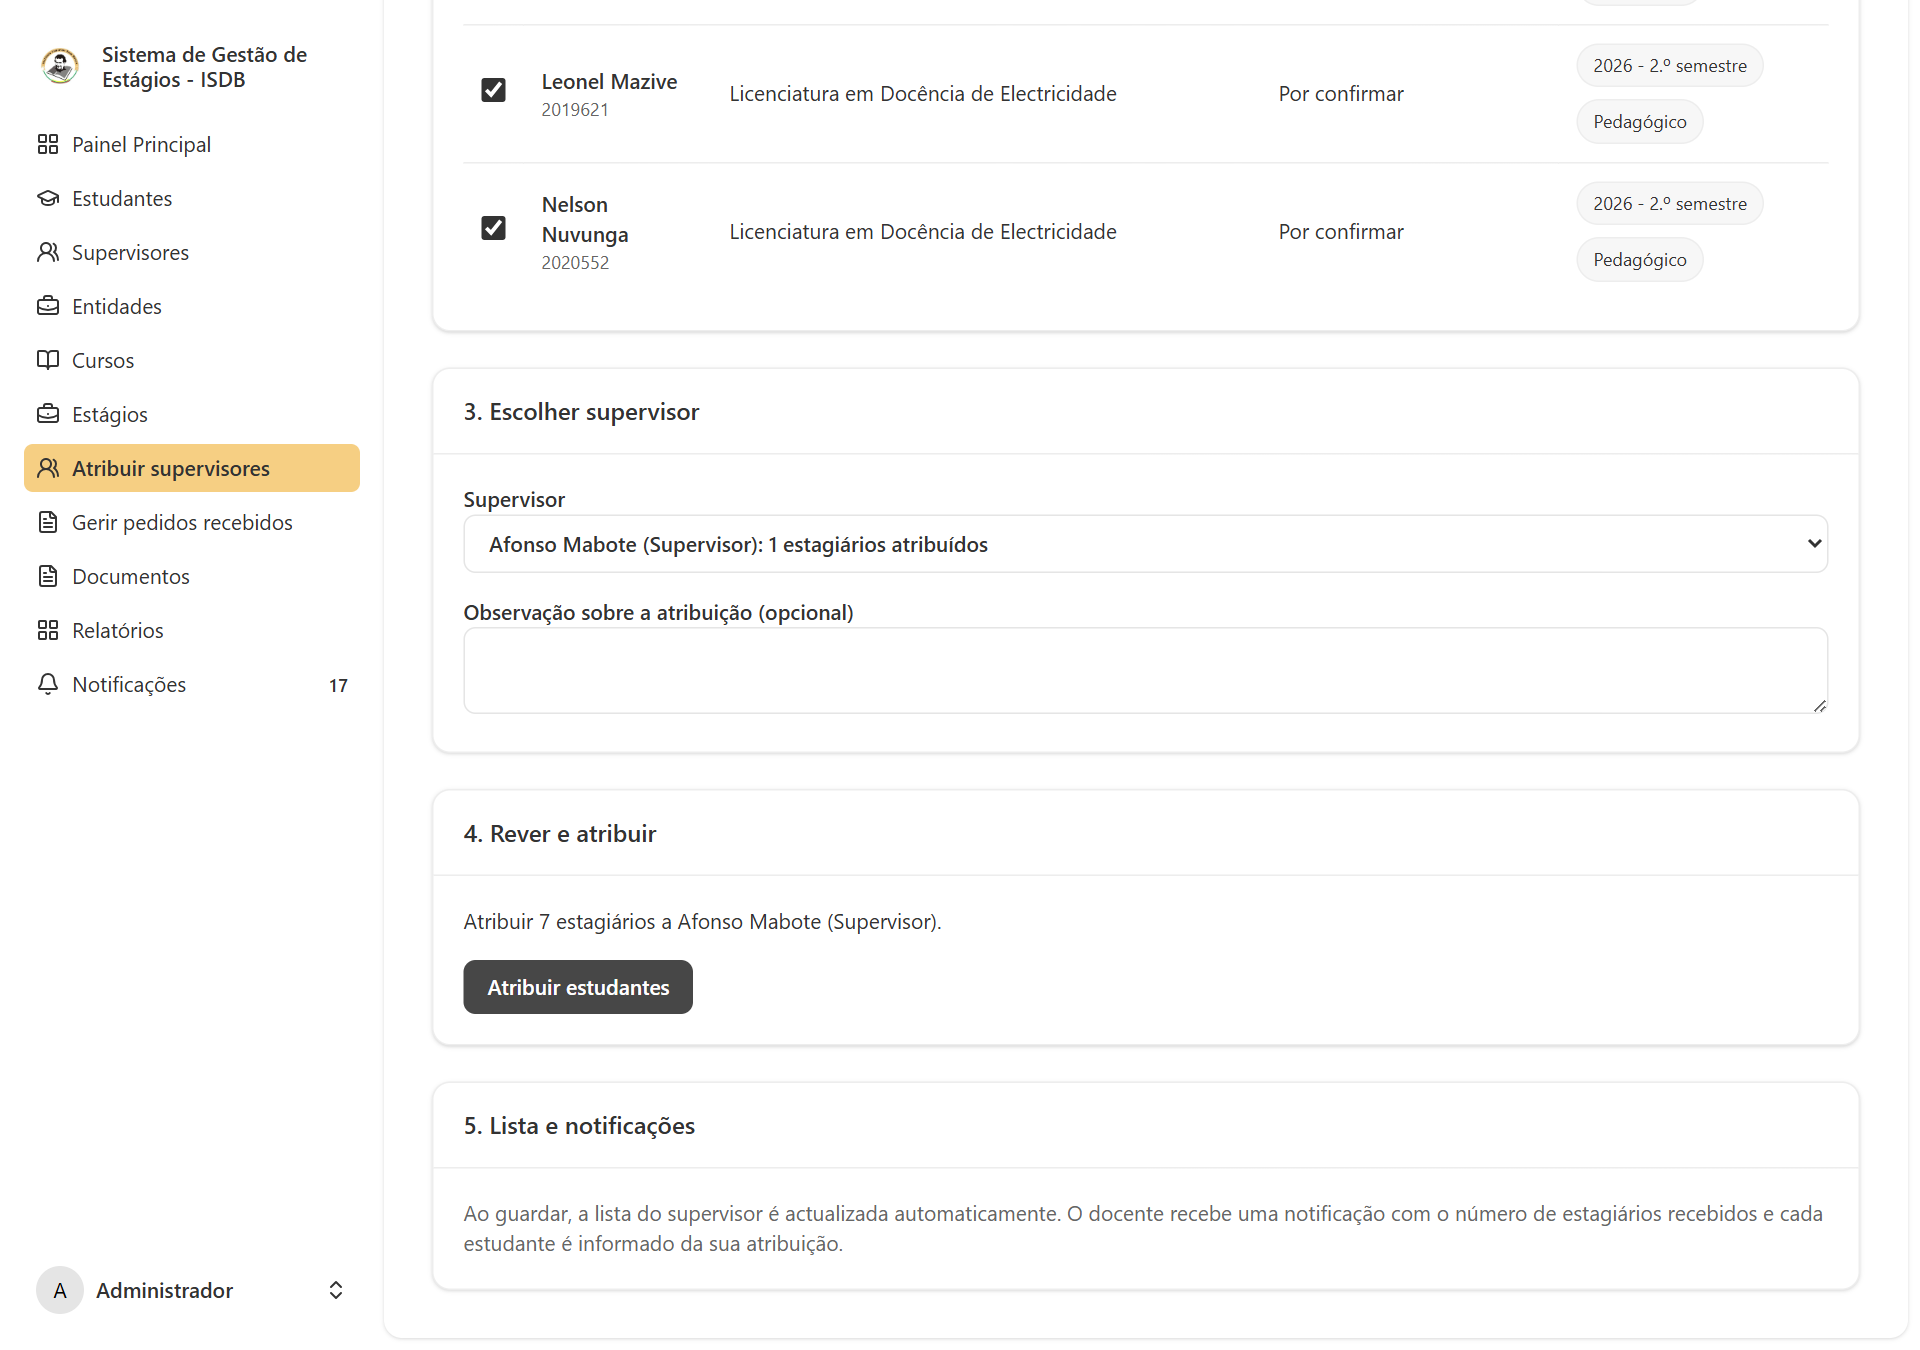 Sistema de Gestão de
Estágios - ISDB
Painel Principal
Estudantes
Supervisores
Entidades
Cursos
Estágios
Atribuir supervisores
Gerir pedidos recebidos
Documentos
Relatórios
Notificações 17
A Administrador
Leonel Mazive
2019621
Licenciatura em Docência de Electricidade
Por confirmar
2026 - 2.º semestre
Pedagógico
Nelson
Nuvunga
2020552
Licenciatura em Docência de Electricidade
Por confirmar
2026 - 2.º semestre
Pedagógico
3. Escolher supervisor
Supervisor
Afonso Mabote (Supervisor): 1 estagiários atribuídos
Observação sobre a atribuição (opcional)
4. Rever e atribuir
Atribuir 7 estagiários a Afonso Mabote (Supervisor).
Atribuir estudantes
5. Lista e notificações
Ao guardar, a lista do supervisor é actualizada automaticamente. O docente recebe uma notificação com o número de estagiários recebidos e cada
estudante é informado da sua atribuição.